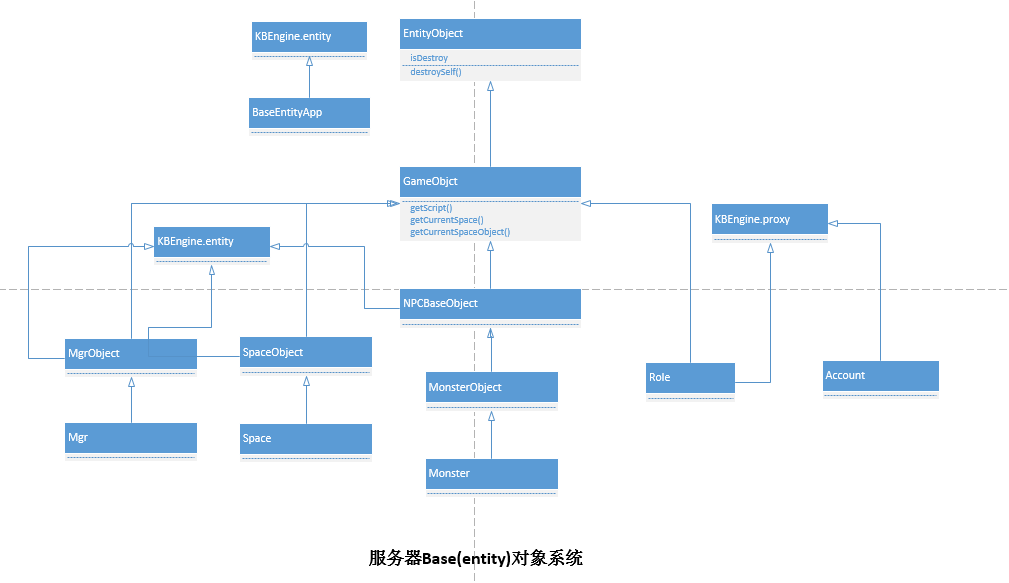 KBEngine.entity
EntityObject
isDestroy
destroySelf()
BaseEntityApp
GameObjct
getScript()
getCurrentSpace()
getCurrentSpaceObject()
KBEngine.proxy
KBEngine.entity
NPCBaseObject
MgrObject
SpaceObject
MonsterObject
Role
Account
Mgr
Space
Monster
服务器Base(entity)对象系统